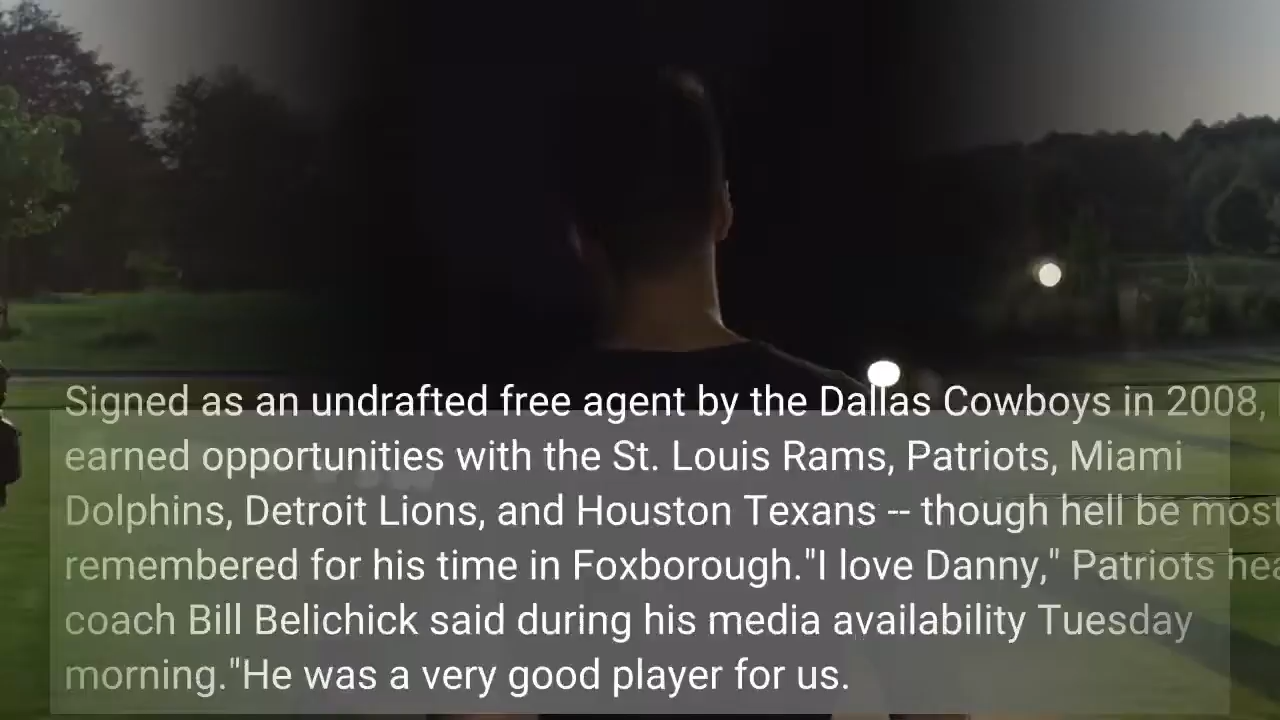 Signed as an undrafted free agent by the Dallas Cowboys in 2008,
earned opportunities with the St. Louis Rams, Patriots, Miami
Dolphins, Detroit Lions, and Houston Texans -- though hell be most
remembered for his time in Foxborough."I love Danny," Patriots hea
coach Bill Belichick said during his media availability Tuesday
morning."He was a very good player for us.